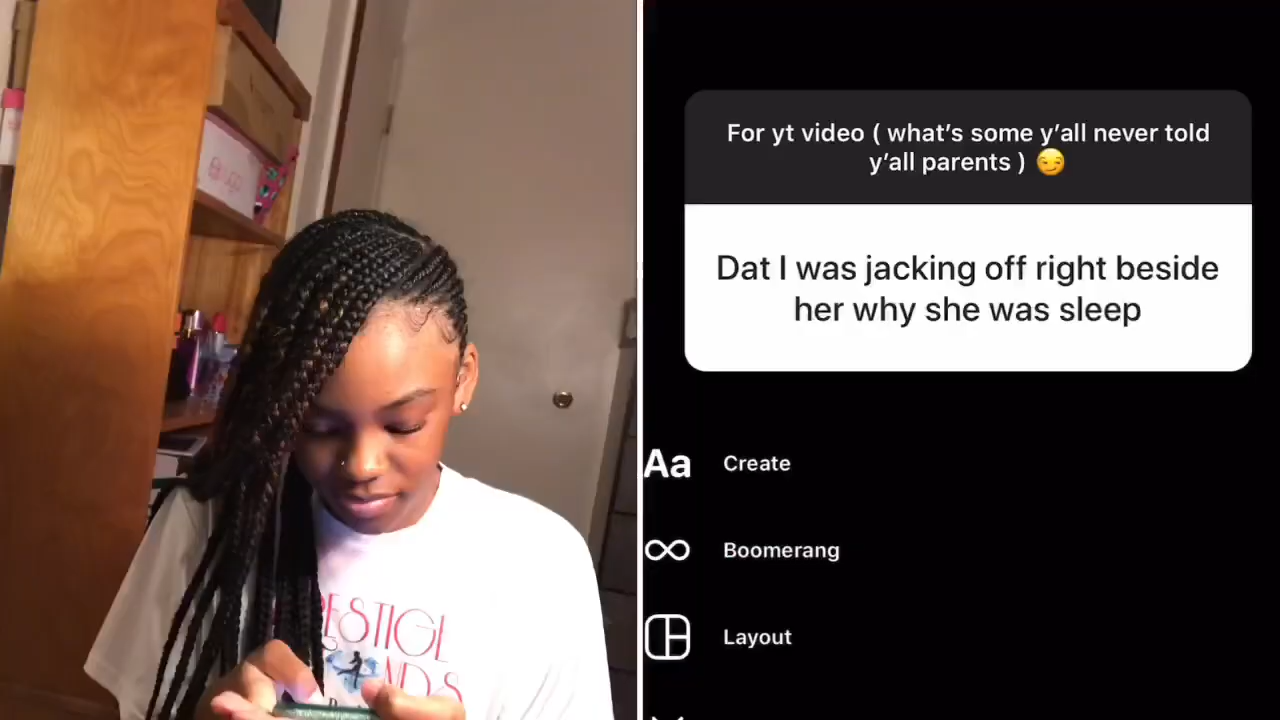 For yt video ( what’s some y’all never told
y’all parents ) 😏
Dat I was jacking off right beside
her why she was sleep
Aa Create
Boomerang
Layout